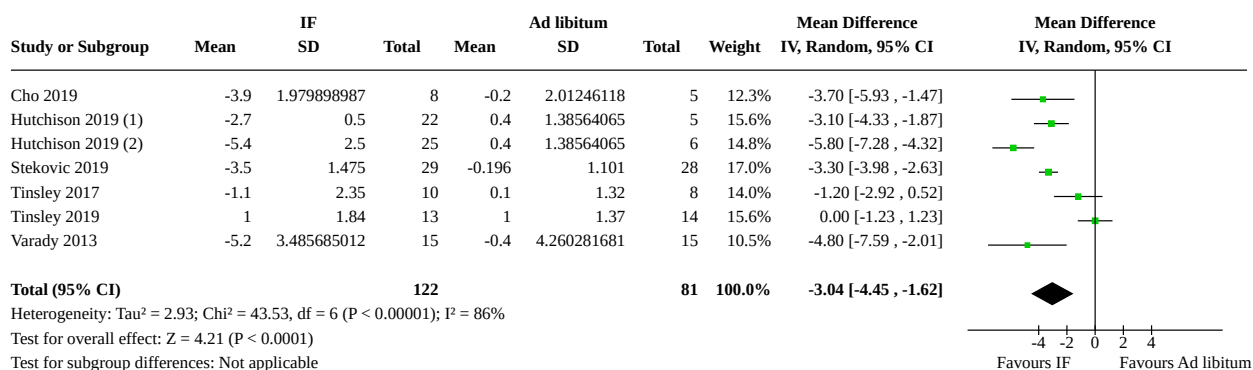 IF Ad libitum Mean Difference Mean Difference
Study or Subgroup Mean SD Total Mean SD Total Weight IV, Random, 95% CI IV, Random, 95% CI
Cho 2019 -3.9 1.979898987 8 -0.2 2.01246118 5 12.3% -3.70 [-5.93 , -1.47]
Hutchison 2019 (1) -2.7 0.5 22 0.4 1.38564065 5 15.6% -3.10 [-4.33 , -1.87]
Hutchison 2019 (2) -5.4 2.5 25 0.4 1.38564065 6 14.8% -5.80 [-7.28 , -4.32]
Stekovic 2019 -3.5 1.475 29 -0.196 1.101 28 17.0% -3.30 [-3.98 , -2.63]
Tinsley 2017 -1.1 2.35 10 0.1 1.32 8 14.0% -1.20 [-2.92 , 0.52]
Tinsley 2019 1 1.84 13 1 1.37 14 15.6% 0.00 [-1.23 , 1.23]
Varady 2013 -5.2 3.485685012 15 -0.4 4.260281681 15 10.5% -4.80 [-7.59 , -2.01]
Total (95% CI) 122 81 100.0% -3.04 [-4.45 , -1.62]
Heterogeneity: Tau² = 2.93; Chi² = 43.53, df = 6 (P < 0.00001); I² = 86%
Test for overall effect: Z = 4.21 (P < 0.0001) -4 -2 0 2 4
Test for subgroup differences: Not applicable Favours IF Favours Ad libitum